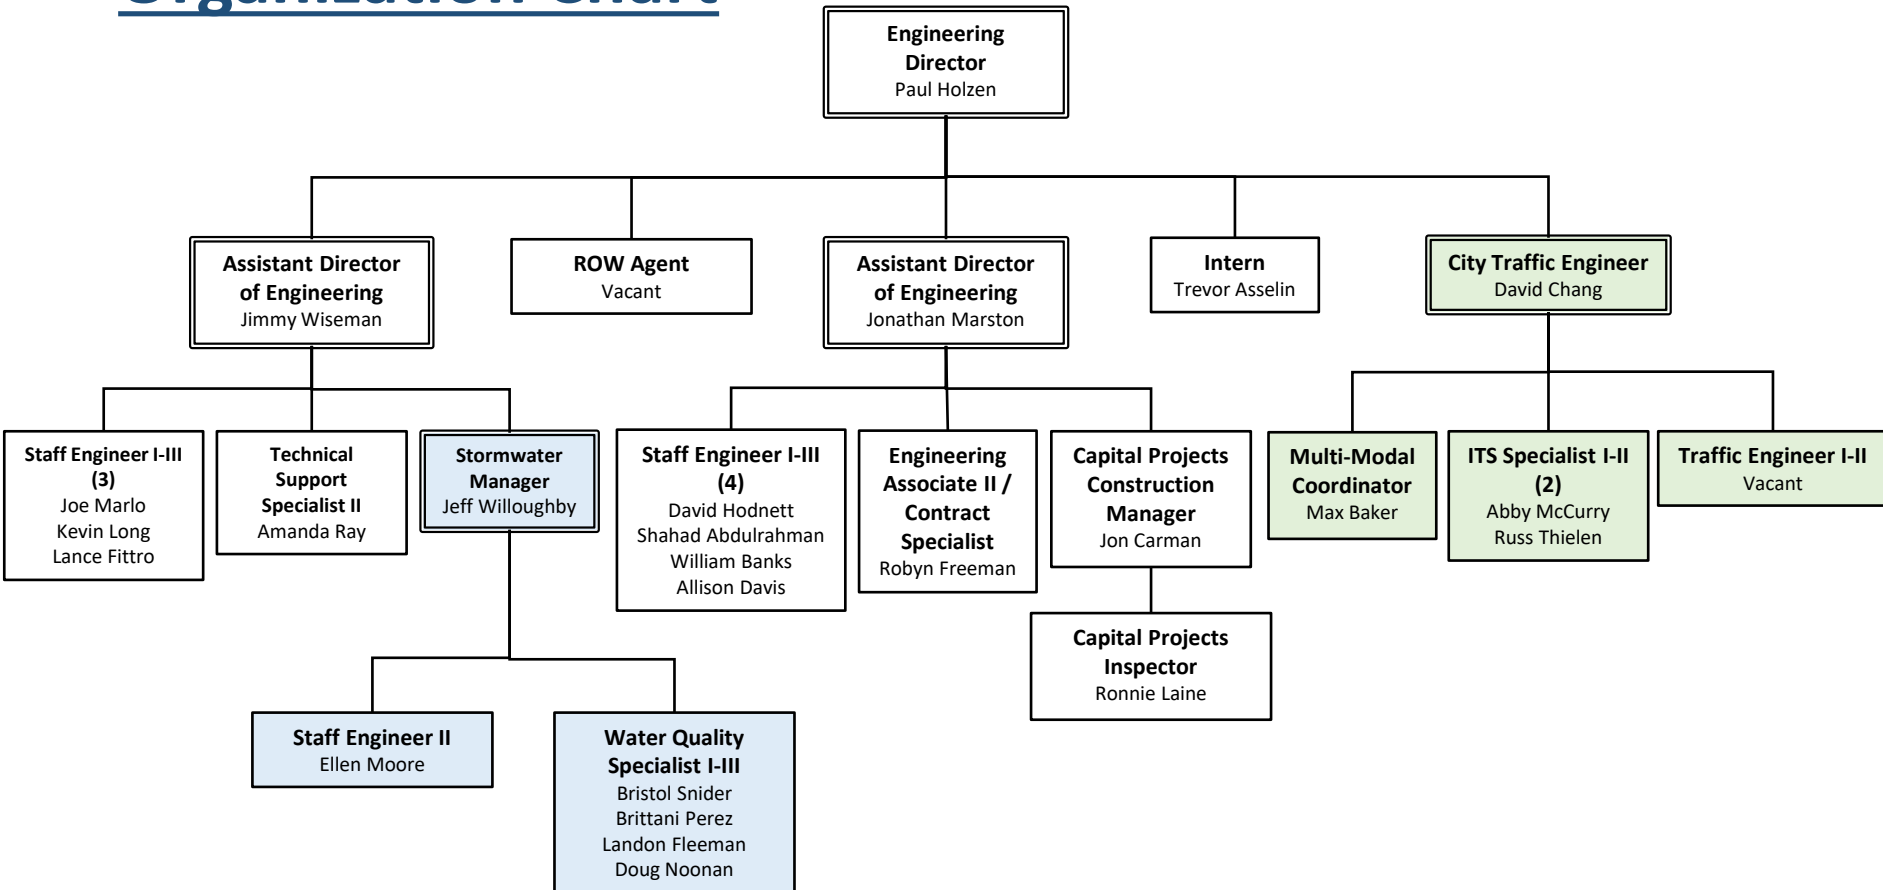 Organization Chart
Engineering
Director
Paul Holzen
Assistant Director
of Engineering
Jimmy Wiseman
ROW Agent
Vacant
Assistant Director
of Engineering
Jonathan Marston
Intern
Trevor Asselin
City Traffic Engineer
David Chang
Staff Engineer I-III
(3)
Joe Marlo
Kevin Long
Lance Fittro
Technical
Support
Specialist II
Amanda Ray
Stormwater
Manager
Jeff Willoughby
Staff Engineer I-III
(4)
David Hodnett
Shahad Abdulrahman
William Banks
Allison Davis
Engineering
Associate II /
Contract
Specialist
Robyn Freeman
Capital Projects
Construction
Manager
Jon Carman
Multi-Modal
Coordinator
Max Baker
ITS Specialist I-II
(2)
Abby McCurry
Russ Thielen
Traffic Engineer I-II
Vacant
Capital Projects
Inspector
Ronnie Laine
Staff Engineer II
Ellen Moore
Water Quality
Specialist I-III
Bristol Snider
Brittani Perez
Landon Fleeman
Doug Noonan